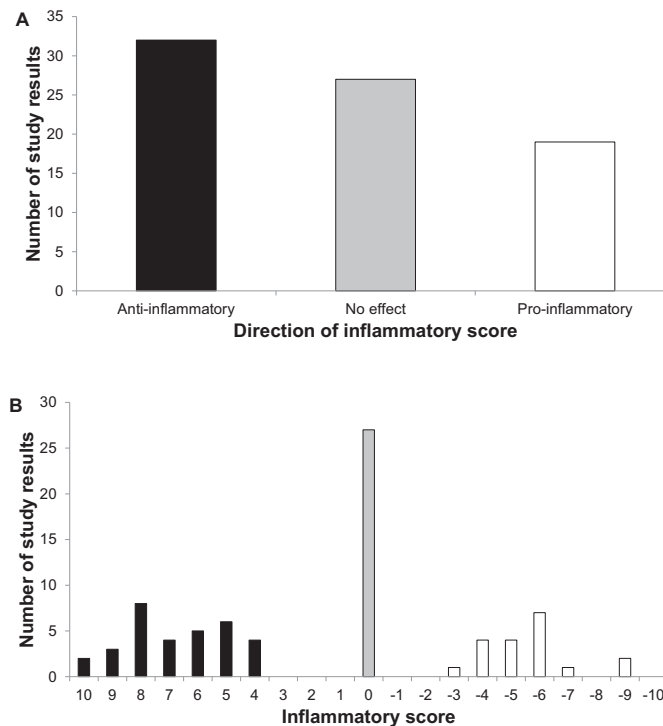 A
35
30
25
20
15
10
5
0
Number of study results
Anti-inflammatory No effect Pro-inflammatory
Direction of inflammatory score
B
30
25
20
15
10
5
0
Number of study results
10 9 8 7 6 5 4 3 2 1 0 -1 -2 -3 -4 -5 -6 -7 -8 -9 -10
Inflammatory score